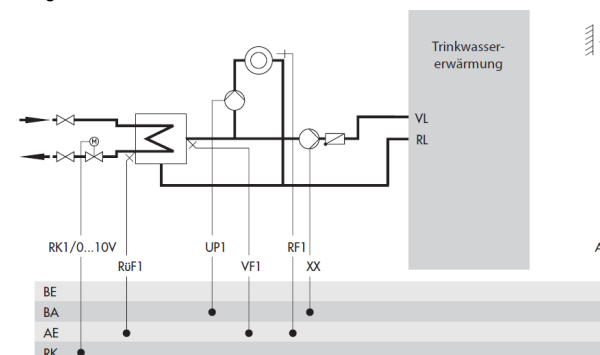 Trinkwasser-
erwärmung
M
VL
RL
RK1/0...10V
UP1
RF1
RüF1
VF1
XX
BE
BA
AE
RK